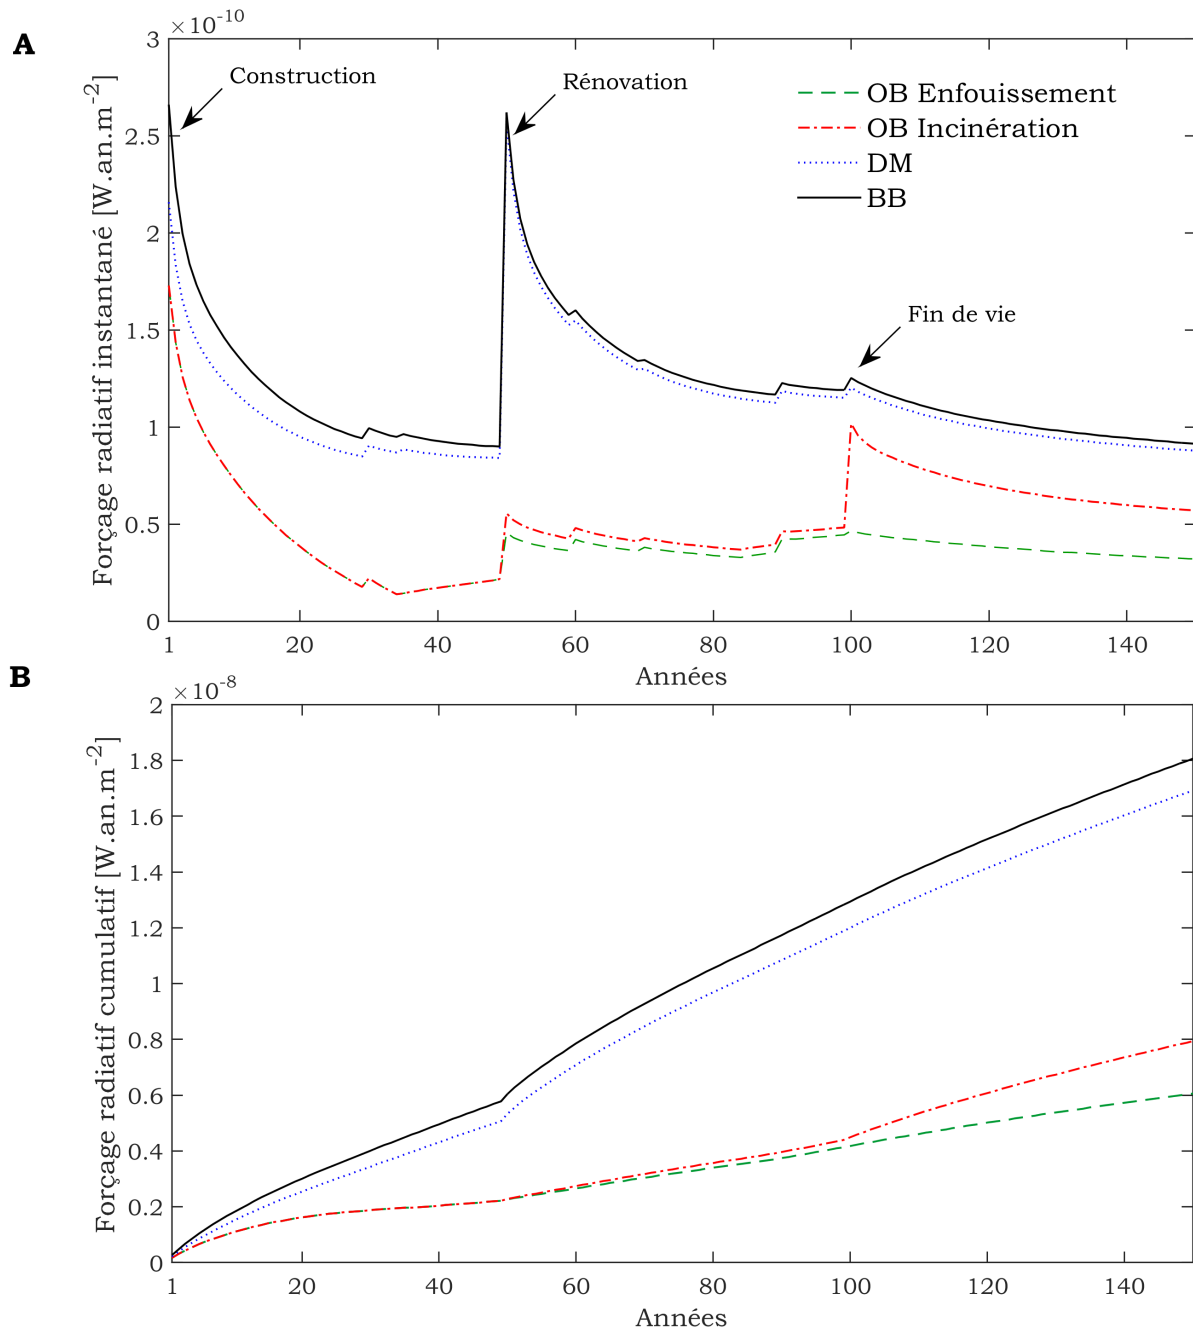 A
×10^-10
Forçage radiatif instantané [W.an.m^-2]
3
2.5
2
1.5
1
0.5
0
Construction
Rénovation
Fin de vie
OB Enfouissement
OB Incinération
DM
BB
1 20 40 60 80 100 120 140
Années
B
×10^-8
Forçage radiatif cumulatif [W.an.m^-2]
2
1.8
1.6
1.4
1.2
1
0.8
0.6
0.4
0.2
0
1 20 40 60 80 100 120 140
Années